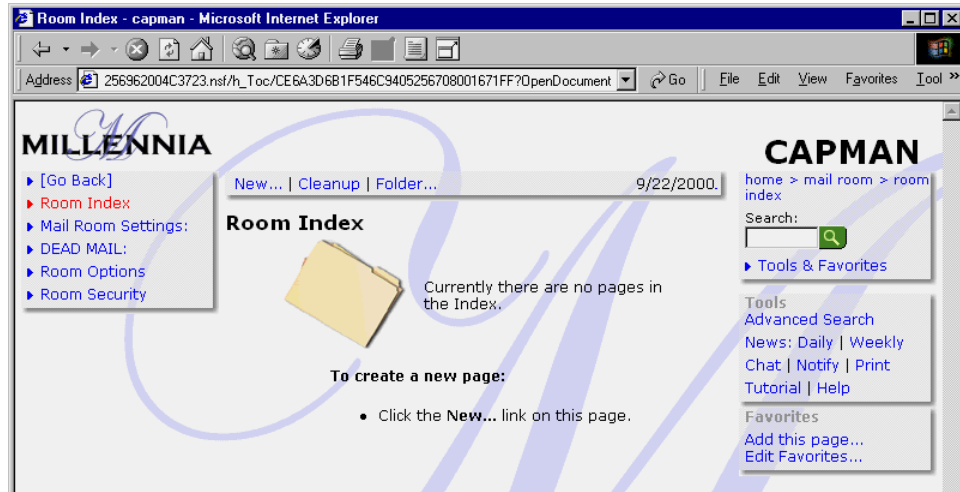 Room Index - capman - Microsoft Internet Explorer
Address 256962004C3723.nsf/h_Toc/CE6A3D6B1F546C9405256708001671FF?OpenDocument Go File Edit View Favorites Tool »
MILLENNIA
[Go Back]
Room Index
Mail Room Settings:
DEAD MAIL:
Room Options
Room Security
New... | Cleanup | Folder... 9/22/2000.
Room Index
Currently there are no pages in
the Index.
To create a new page:
• Click the New... link on this page.
CAPMAN
home > mail room > room
index
Search:
Tools & Favorites
Tools
Advanced Search
News: Daily | Weekly
Chat | Notify | Print
Tutorial | Help
Favorites
Add this page...
Edit Favorites...